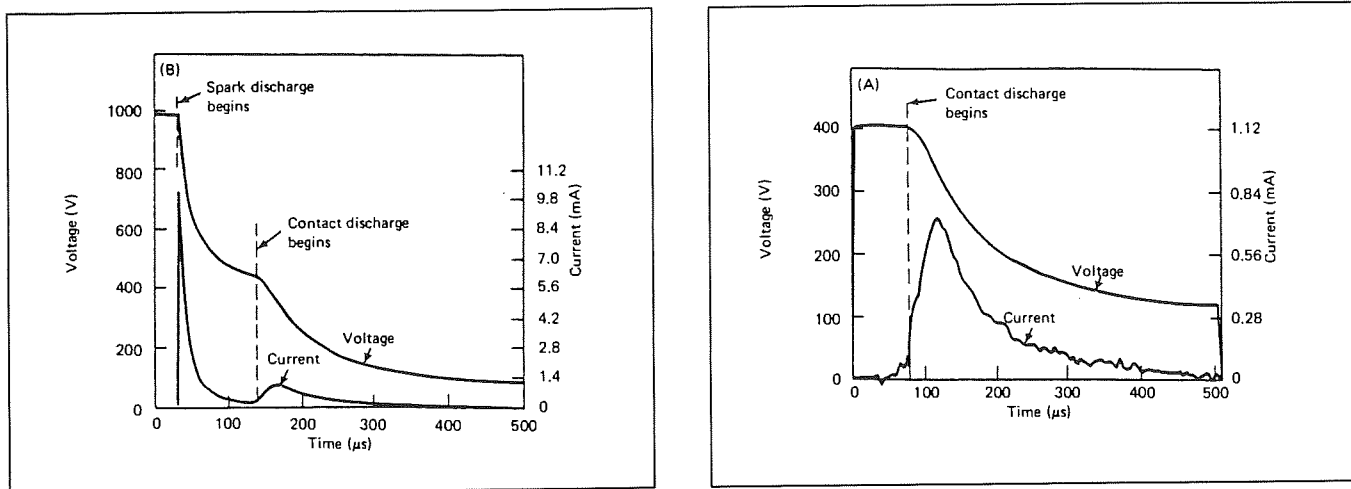 (B)
Spark discharge
begins
1000
800
600
400
200
0
Voltage (V)
Contact discharge
begins
Voltage
Current
11.2
9.8
8.4
7.0
5.6
4.2
2.8
1.4
0
Current (mA)
0
100
200
300
400
500
Time (μs)
(A)
Contact discharge
begins
400
300
200
100
0
Voltage (V)
Voltage
Current
1.12
0.84
0.56
0.28
0
Current (mA)
0
100
200
300
400
500
Time (μs)